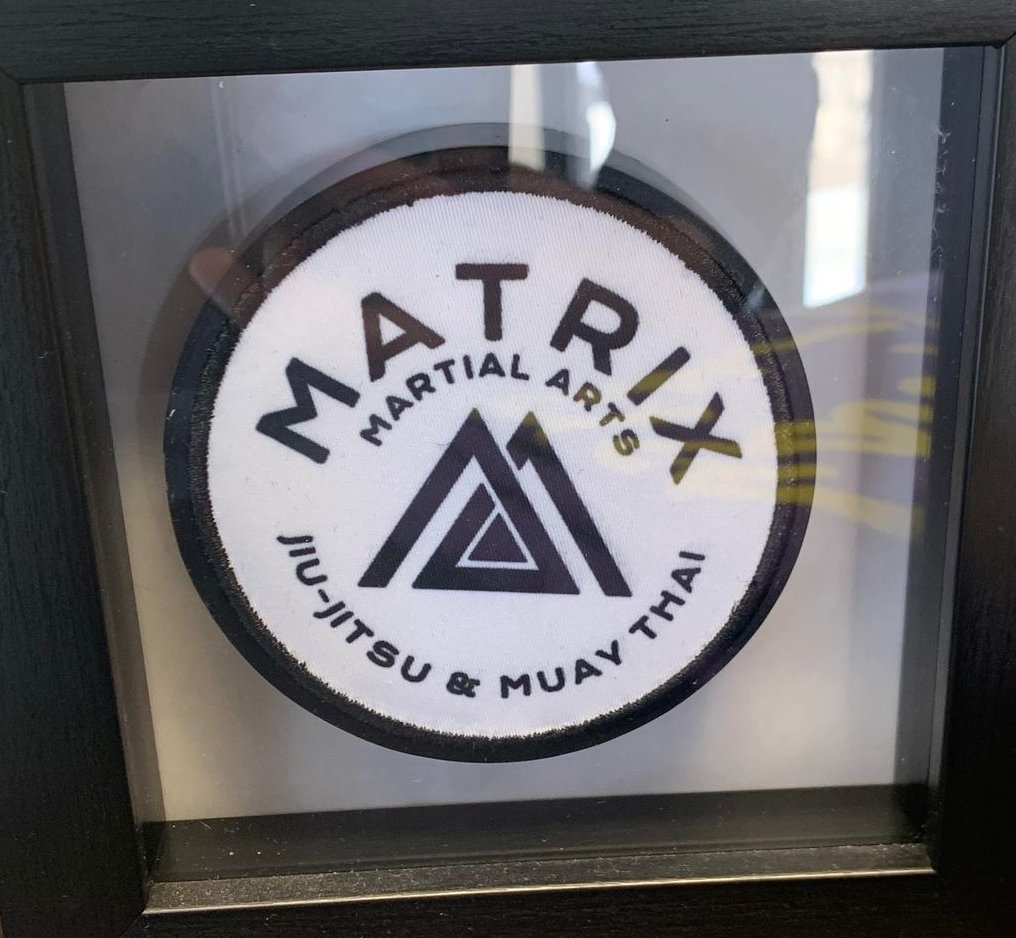 MATRIX
MARTIAL ARTS
JIU-JITSU & MUAY THAI